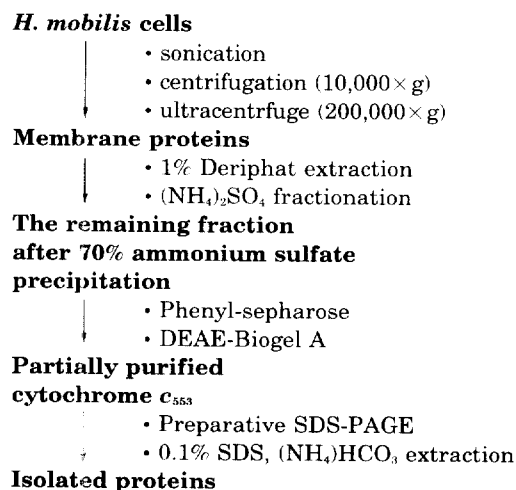 H. mobilis cells
• sonication
• centrifugation (10,000×g)
• ultracentrfuge (200,000×g)
Membrane proteins
• 1% Deriphat extraction
• (NH₄)₂SO₄ fractionation
The remaining fraction
after 70% ammonium sulfate
precipitation
• Phenyl-sepharose
• DEAE-Biogel A
Partially purified
cytochrome c₅₅₃
• Preparative SDS-PAGE
• 0.1% SDS, (NH₄)HCO₃ extraction
Isolated proteins